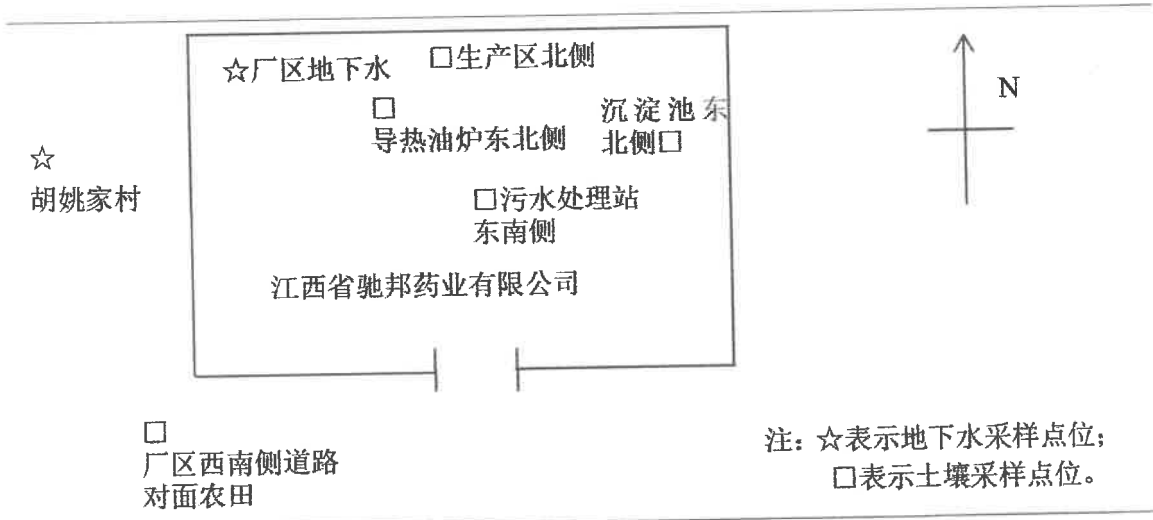 ☆厂区地下水
□生产区北侧
□
导热油炉东北侧
沉淀池东
北侧□
N
☆
胡姚家村
□污水处理站
东南侧
江西省驰邦药业有限公司
□
厂区西南侧道路
对面农田
注：☆表示地下水采样点位；
□表示土壤采样点位。